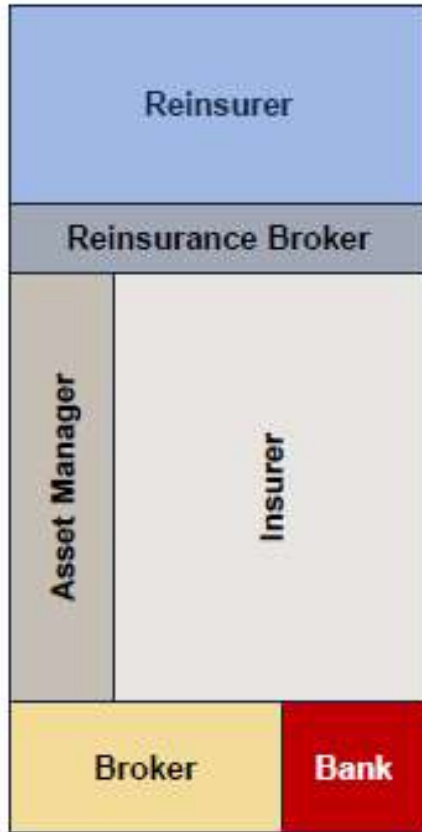 Reinsurer
Reinsurance Broker
Asset Manager
Insurer
Broker
Bank